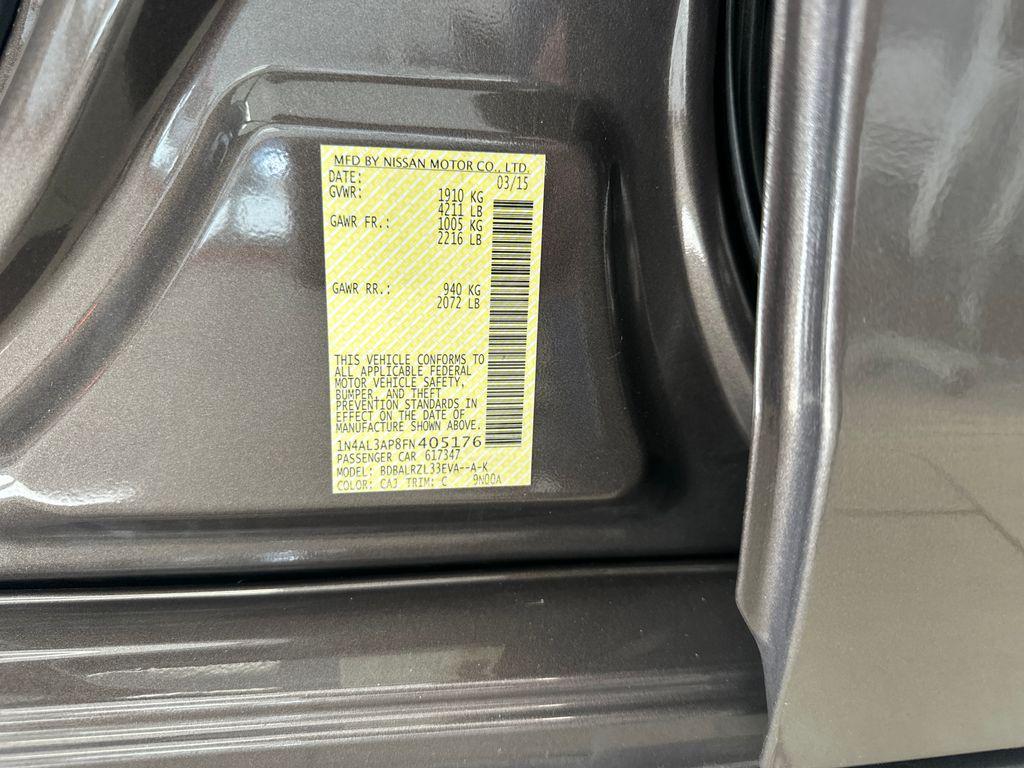 MFD BY NISSAN MOTOR CO., LTD.
DATE: 03/15
GVWR: 1910 KG
4211 LB
GAWR FR.: 1005 KG
2216 LB
GAWR RR.: 940 KG
2072 LB
THIS VEHICLE CONFORMS TO
ALL APPLICABLE FEDERAL
MOTOR VEHICLE SAFETY,
BUMPER, AND THEFT
PREVENTION STANDARDS IN
EFFECT ON THE DATE OF
MANUFACTURE SHOWN ABOVE.
1N4AL3AP8FN405176
PASSENGER CAR 617347
MODEL: BDBALRZL33EVA--A-K
COLOR: CAJ TRIM: C 9N00A